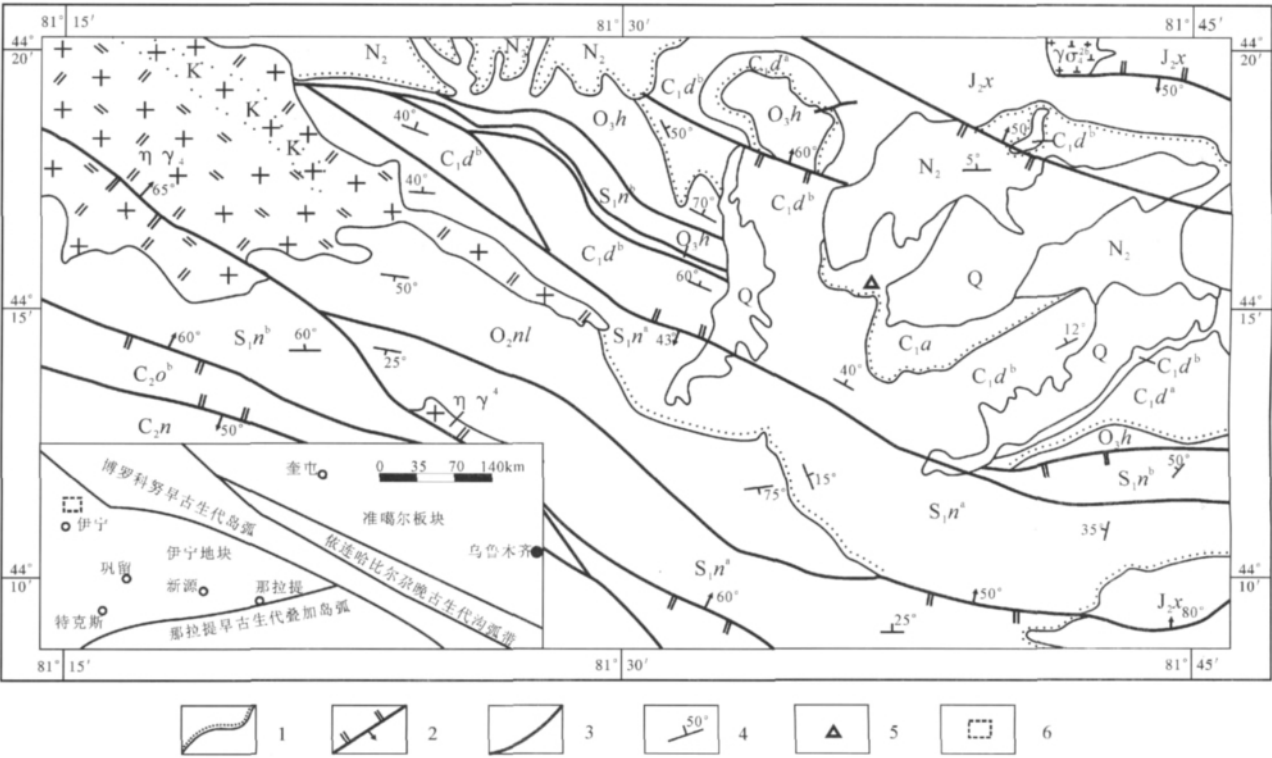 81° 15′ 81° 30′ 81° 45′
44° 20′ 44° 20′
N₂ N₂ N₂
K K K
η γ₄
65°
40°
40°
C₁dᵇ
O₃h
50°
C₁dᵇ
C₁dᵃ
O₃h
60°
J₂x
J₂x
50°
50°
C₁dᵇ
N₂
5°
C₁dᵇ
S₁nᵇ
70°
O₃h
C₁dᵇ
60°
Q
N₂
Q
44° 15′ 44° 15′
50°
S₁nᵇ
60°
60°
25°
O₂nl
S₁nᵃ
43°
C₁a
12°
Q
C₁dᵇ
C₁dᵇ
C₁dᵃ
40°
C₂oᵇ
C₂n
50°
η γ⁴
O₃h
S₁nᵇ
50°
75°
15°
S₁nᵃ
35°
S₁nᵃ
60°
50°
25°
J₂x
80°
44° 10′ 44° 10′
奎屯
0 35 70 140km
博罗科努早古生代岛弧
准噶尔板块
伊宁
伊宁地块
依连哈比尔尕晚古生代沟弧带
乌鲁木齐
巩留
新源
那拉提
特克斯
那拉提早古生代叠加岛弧
81° 15′ 81° 30′ 81° 45′
1 2 50° 3 4 5 6